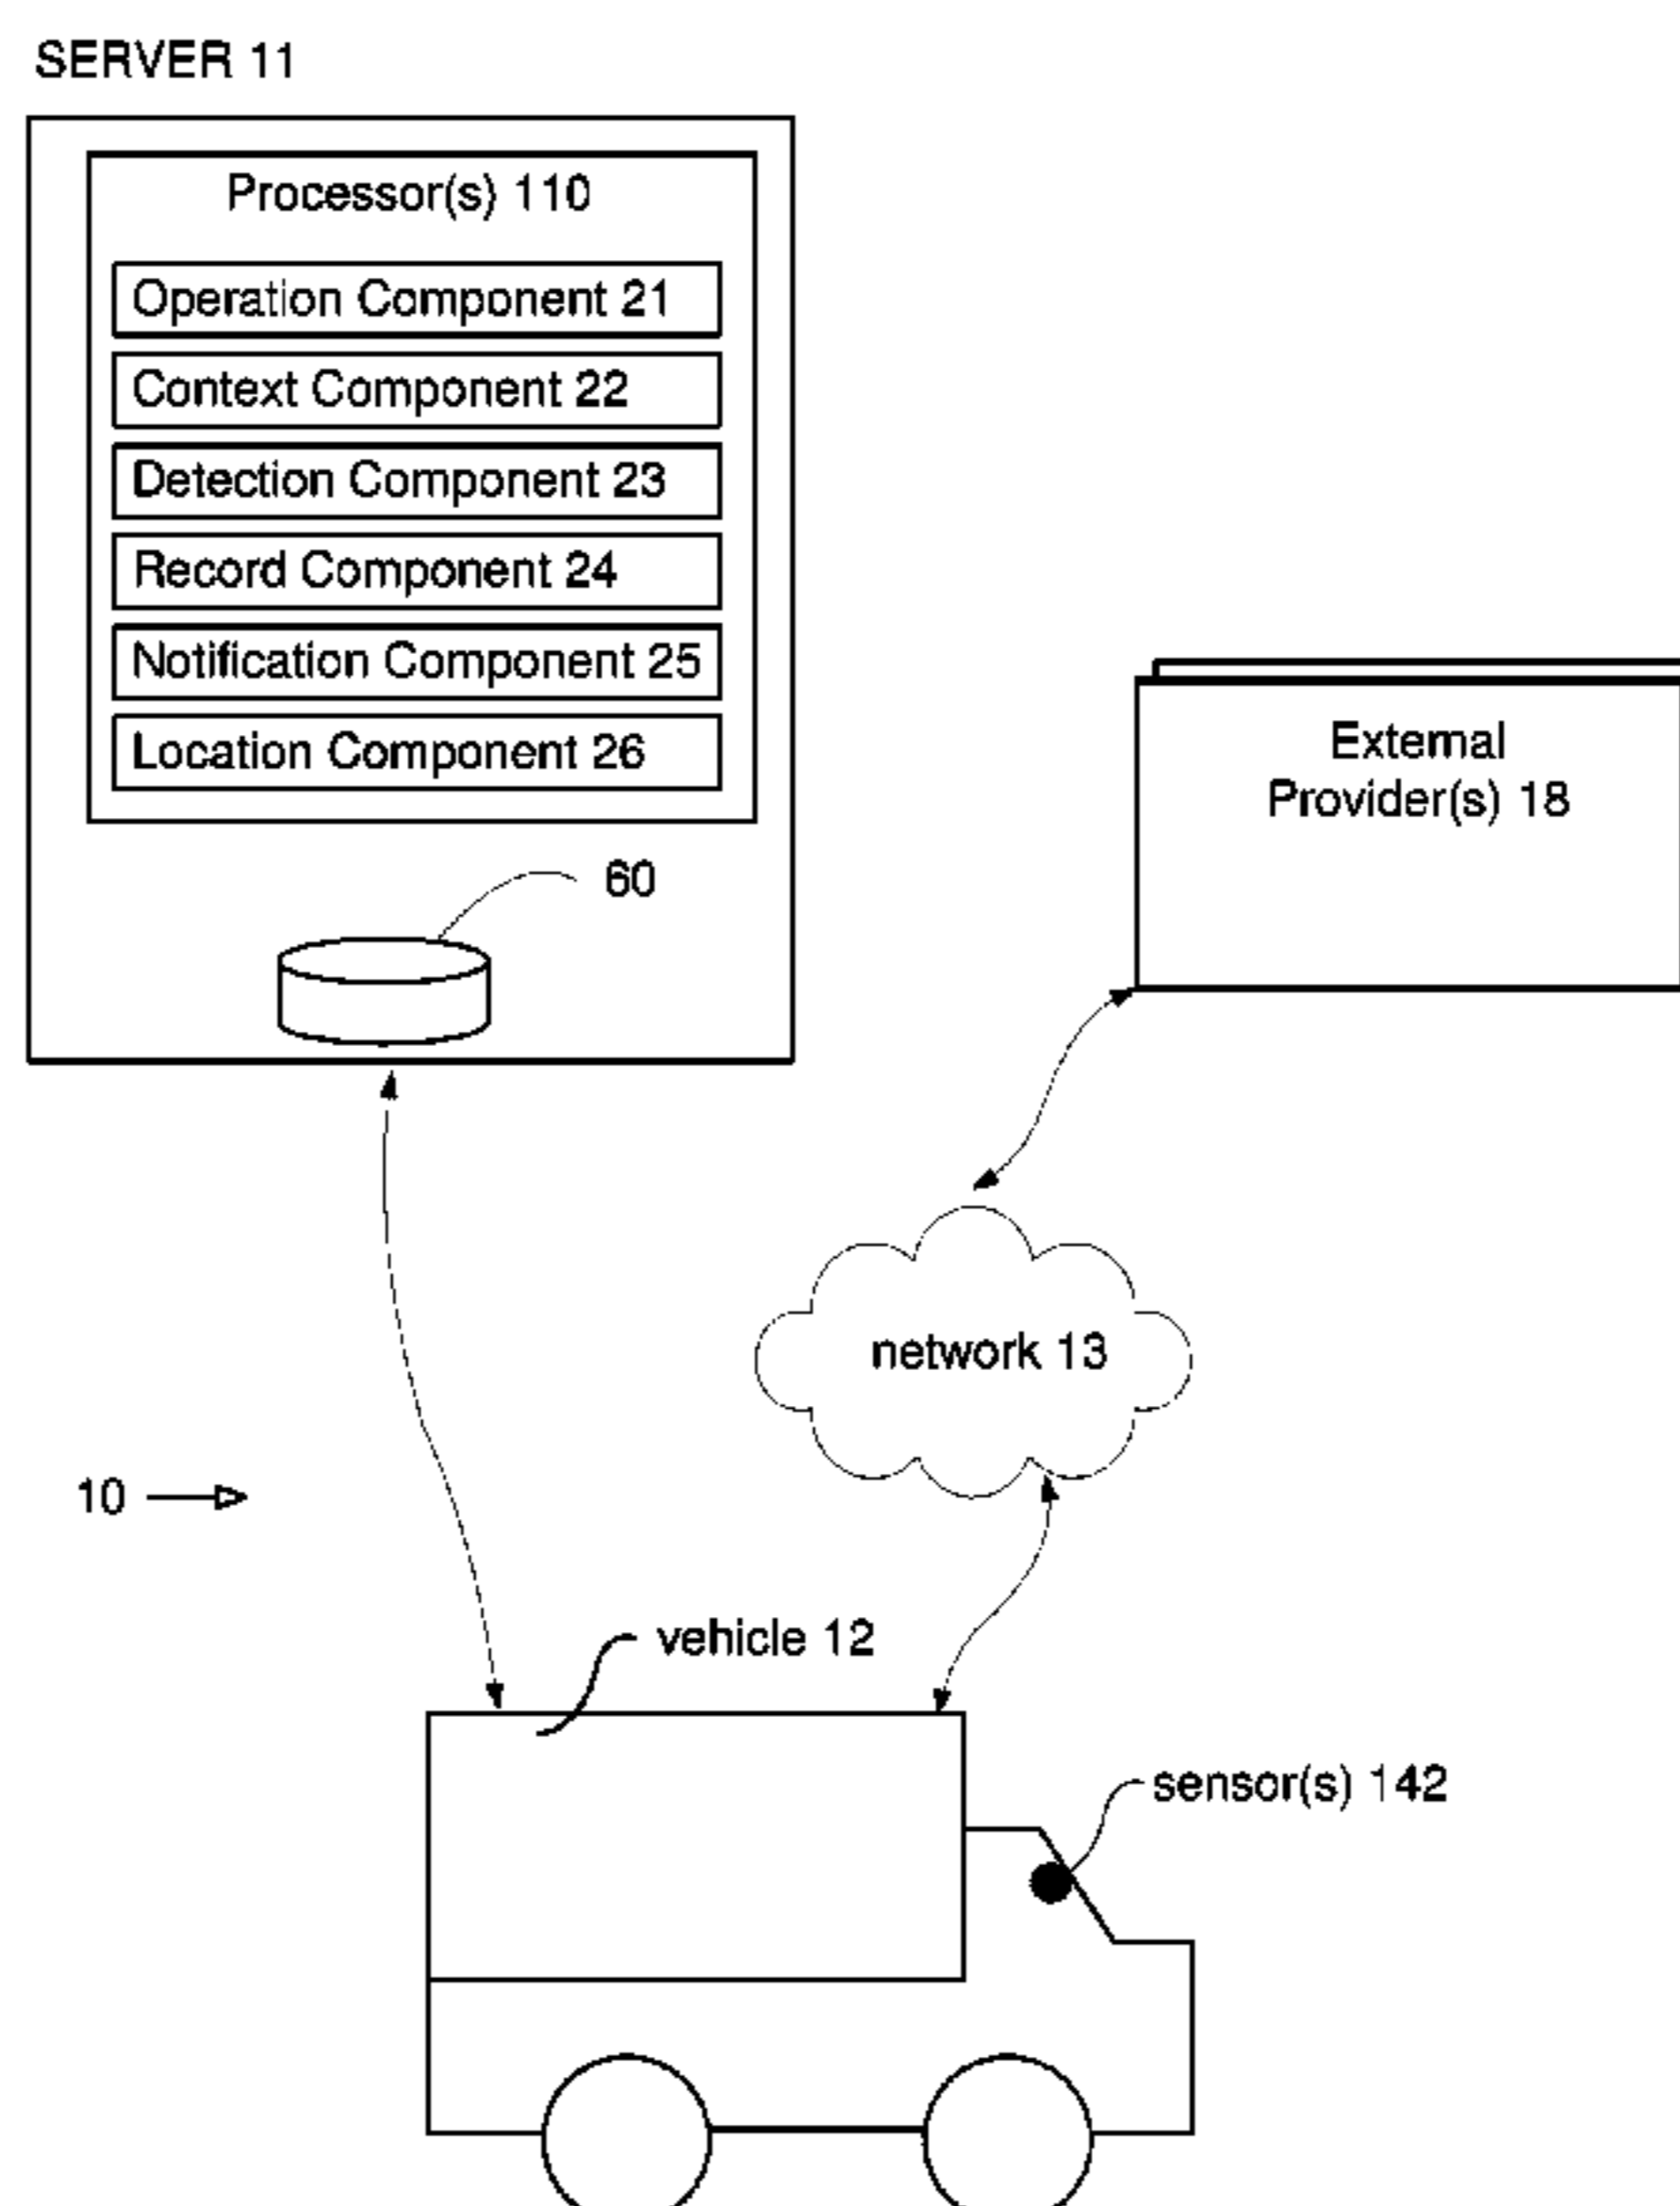 SERVER 11
Processor(s) 110
Operation Component 21
Context Component 22
Detection Component 23
Record Component 24
Notification Component 25
Location Component 26
60
External
Provider(s) 18
network 13
10
vehicle 12
sensor(s) 142